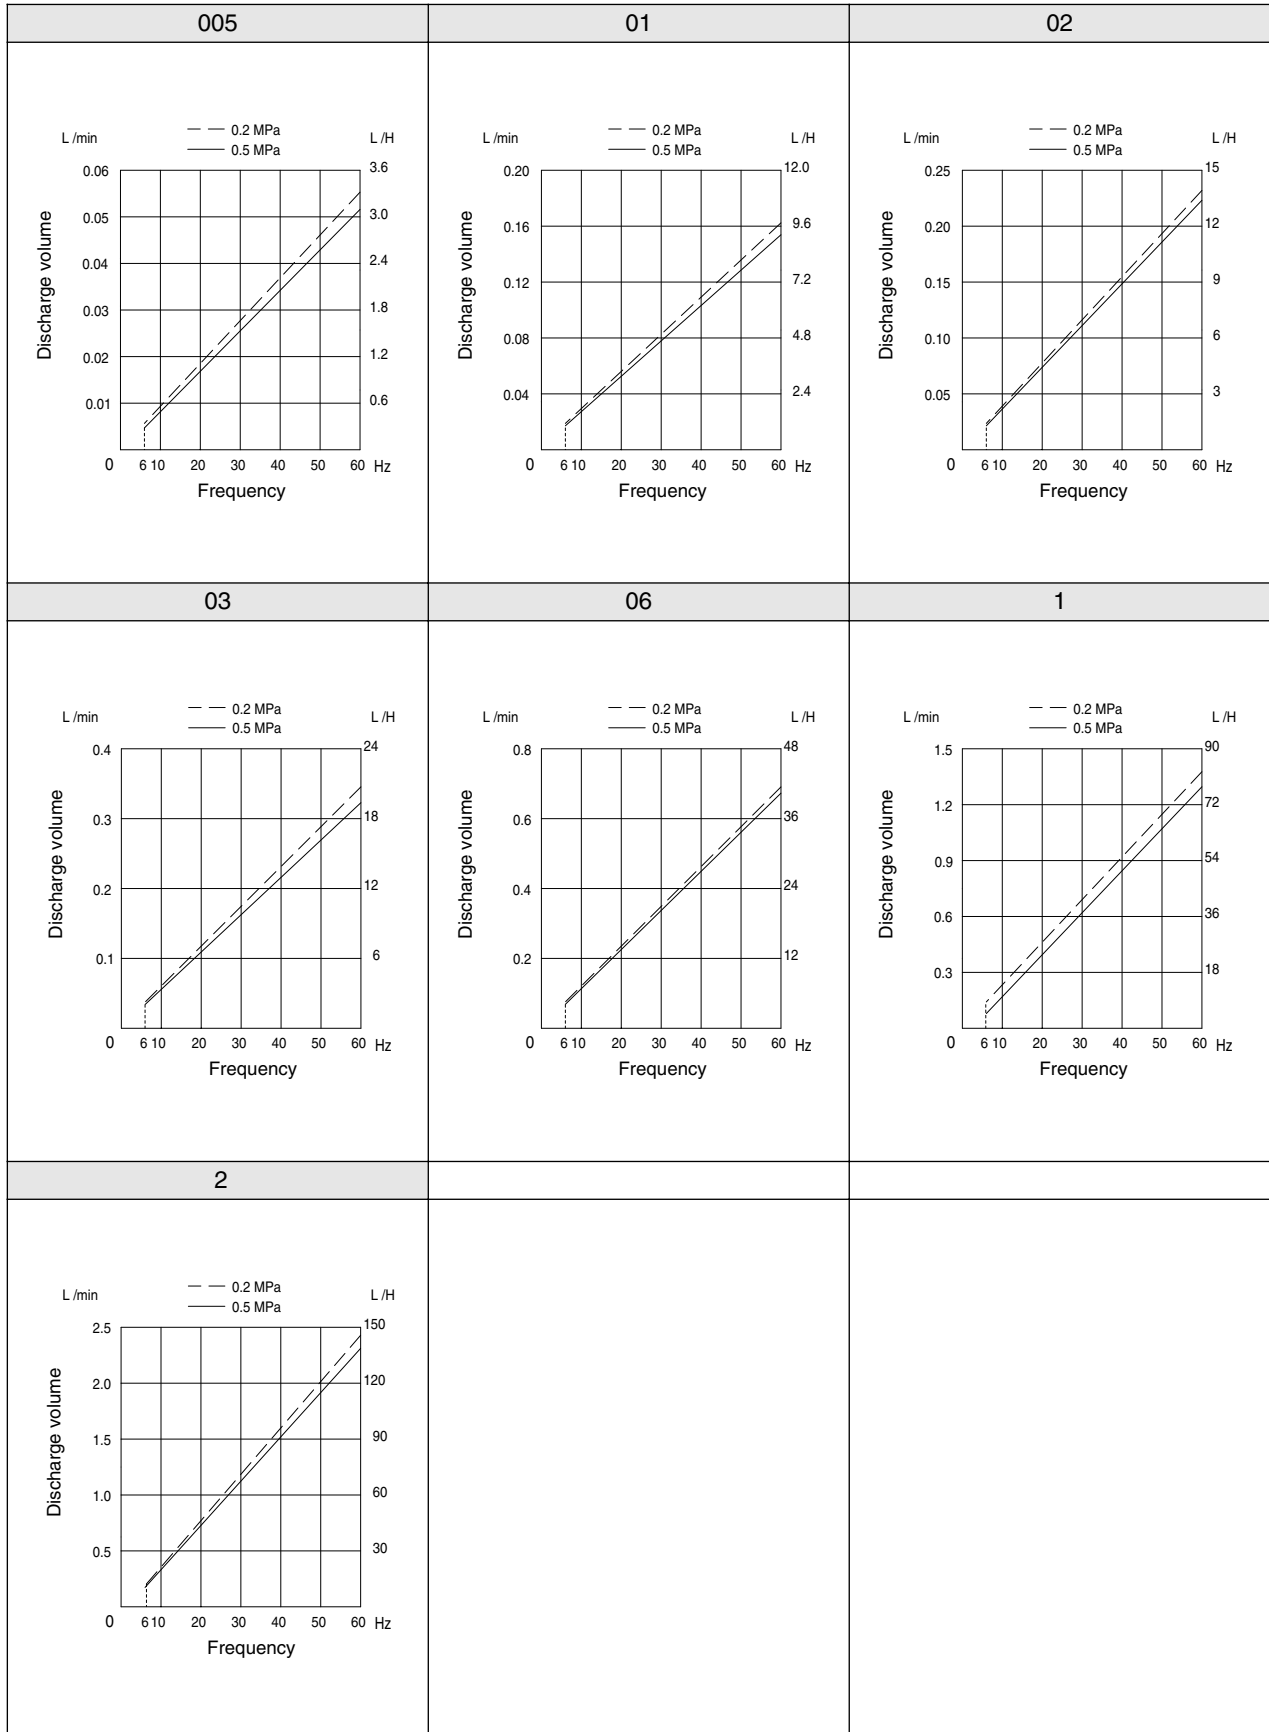 005 01 02
0.2 MPa
0.5 MPa
L /min L /H
0.06 3.6
0.05 3.0
0.04 2.4
0.03 1.8
0.02 1.2
0.01 0.6
0 6 10 20 30 40 50 60 Hz
Discharge volume
Frequency
0.2 MPa
0.5 MPa
L /min L /H
0.20 12.0
0.16 9.6
0.12 7.2
0.08 4.8
0.04 2.4
0 6 10 20 30 40 50 60 Hz
Discharge volume
Frequency
0.2 MPa
0.5 MPa
L /min L /H
0.25 15
0.20 12
0.15 9
0.10 6
0.05 3
0 6 10 20 30 40 50 60 Hz
Discharge volume
Frequency
03 06 1
0.2 MPa
0.5 MPa
L /min L /H
0.4 24
0.3 18
0.2 12
0.1 6
0 6 10 20 30 40 50 60 Hz
Discharge volume
Frequency
0.2 MPa
0.5 MPa
L /min L /H
0.8 48
0.6 36
0.4 24
0.2 12
0 6 10 20 30 40 50 60 Hz
Discharge volume
Frequency
0.2 MPa
0.5 MPa
L /min L /H
1.5 90
1.2 72
0.9 54
0.6 36
0.3 18
0 6 10 20 30 40 50 60 Hz
Discharge volume
Frequency
2
0.2 MPa
0.5 MPa
L /min L /H
2.5 150
2.0 120
1.5 90
1.0 60
0.5 30
0 6 10 20 30 40 50 60 Hz
Discharge volume
Frequency